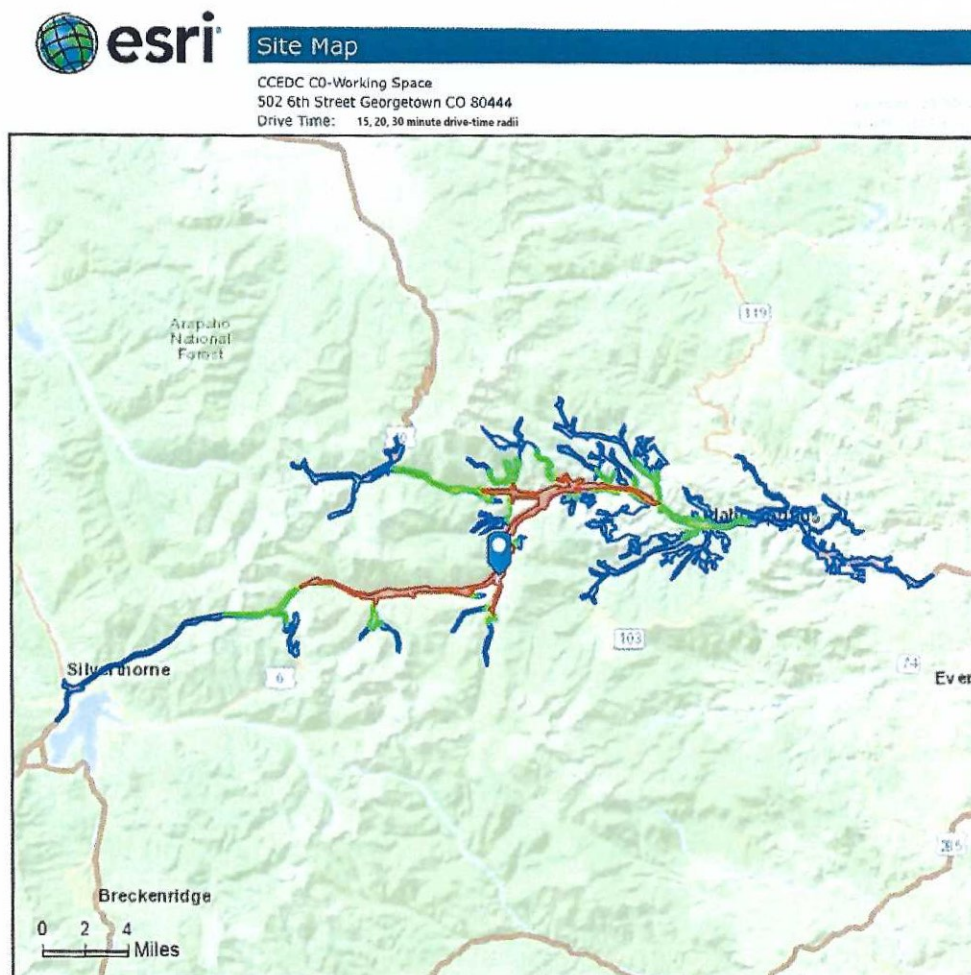 esri
Site Map
CCEDC C0-Working Space
502 6th Street Georgetown CO 80444
Drive Time: 15, 20, 30 minute drive-time radii
Arapaho
National
Forest
119
103
Silverthorne
6
74
285
Breckenridge
0 2 4
Miles